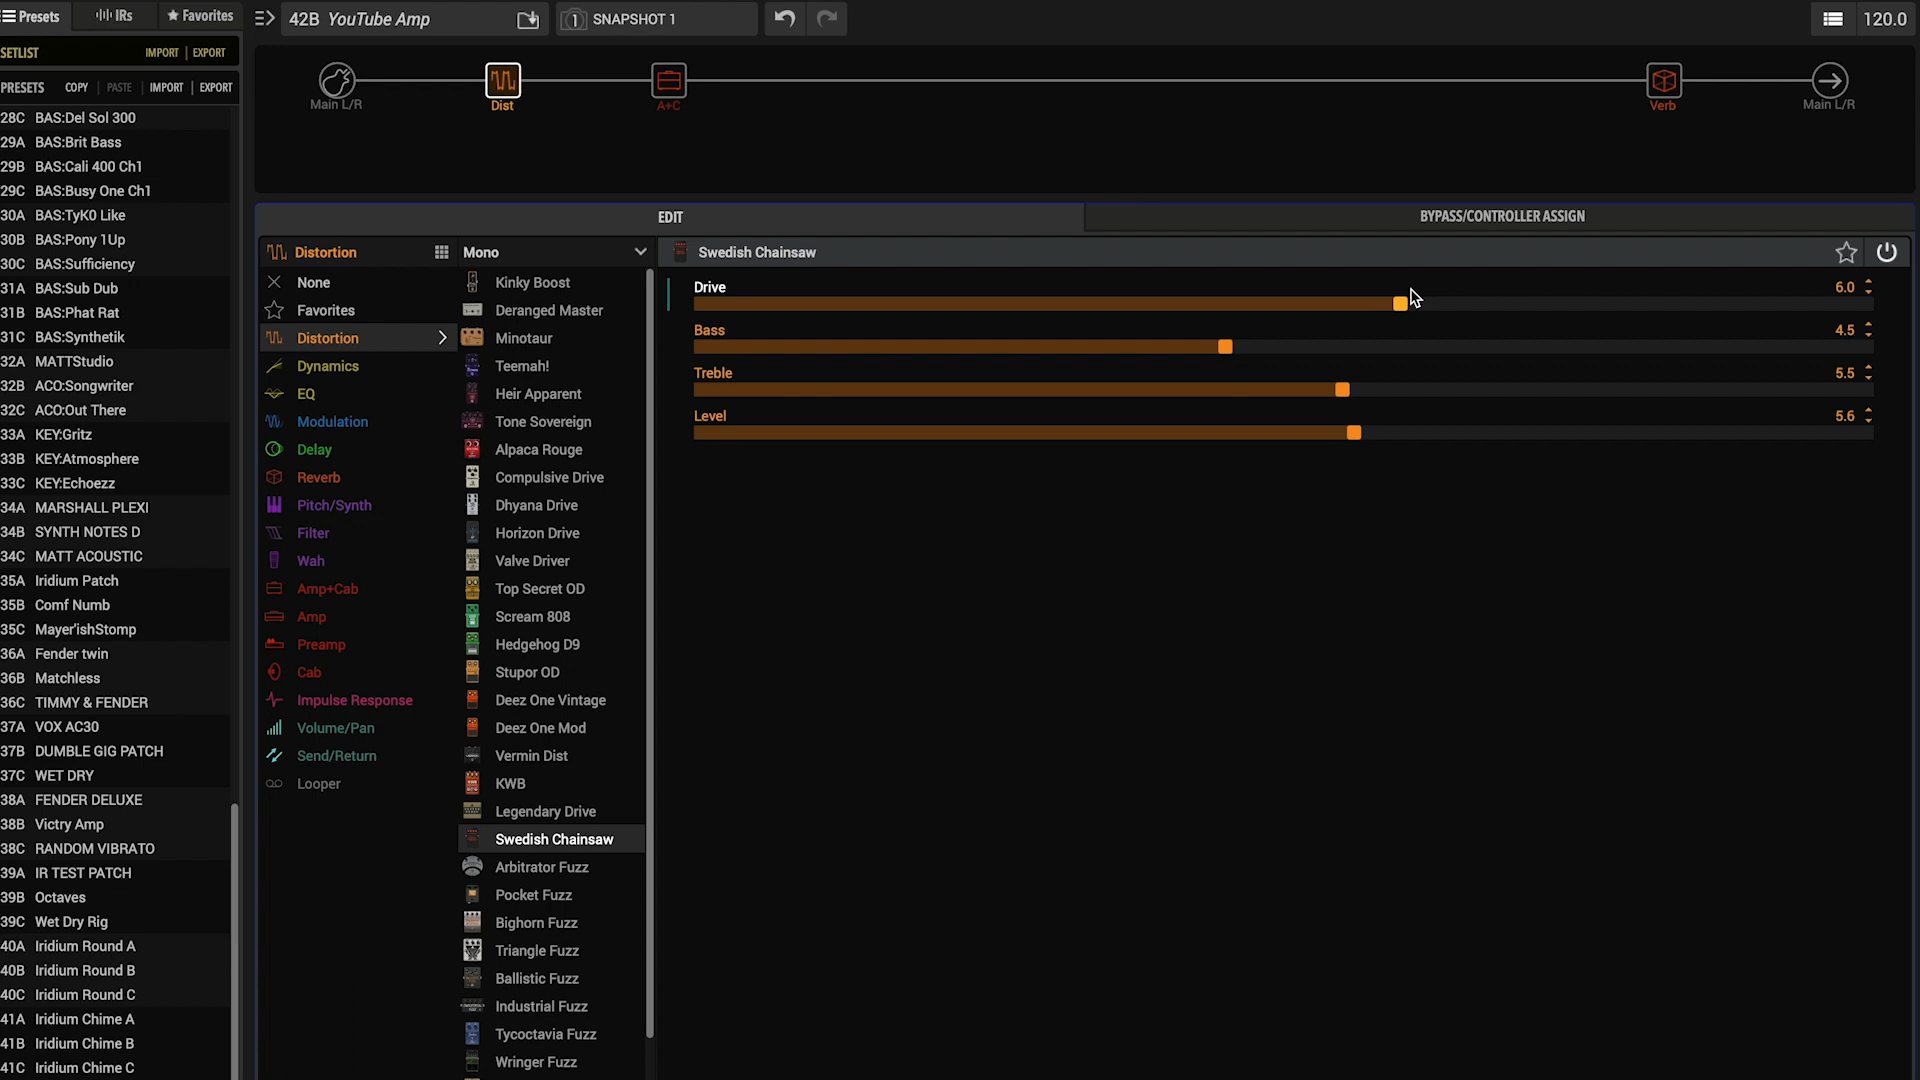 Presets IRs Favorites
42B YouTube Amp
SNAPSHOT 1
120.0
SETLIST IMPORT EXPORT
PRESETS COPY PASTE IMPORT EXPORT
28C BAS:Del Sol 300
29A BAS:Brit Bass
29B BAS:Cali 400 Ch1
29C BAS:Busy One Ch1
30A BAS:TyK0 Like
30B BAS:Pony 1Up
30C BAS:Sufficiency
31A BAS:Sub Dub
31B BAS:Phat Rat
31C BAS:Synthetik
32A MATTStudio
32B ACO:Songwriter
32C ACO:Out There
33A KEY:Gritz
33B KEY:Atmosphere
33C KEY:Echoezz
34A MARSHALL PLEXI
34B SYNTH NOTES D
34C MATT ACOUSTIC
35A Iridium Patch
35B Comf Numb
35C Mayer'ishStomp
36A Fender twin
36B Matchless
36C TIMMY & FENDER
37A VOX AC30
37B DUMBLE GIG PATCH
37C WET DRY
38A FENDER DELUXE
38B Victry Amp
38C RANDOM VIBRATO
39A IR TEST PATCH
39B Octaves
39C Wet Dry Rig
40A Iridium Round A
40B Iridium Round B
40C Iridium Round C
41A Iridium Chime A
41B Iridium Chime B
41C Iridium Chime C
Main L/R
Dist
A+C
Verb
Main L/R
EDIT
BYPASS/CONTROLLER ASSIGN
Distortion
None
Favorites
Distortion
Dynamics
EQ
Modulation
Delay
Reverb
Pitch/Synth
Filter
Wah
Amp+Cab
Amp
Preamp
Cab
Impulse Response
Volume/Pan
Send/Return
Looper
Mono
Kinky Boost
Deranged Master
Minotaur
Teemah!
Heir Apparent
Tone Sovereign
Alpaca Rouge
Compulsive Drive
Dhyana Drive
Horizon Drive
Valve Driver
Top Secret OD
Scream 808
Hedgehog D9
Stupor OD
Deez One Vintage
Deez One Mod
Vermin Dist
KWB
Legendary Drive
Swedish Chainsaw
Arbitrator Fuzz
Pocket Fuzz
Bighorn Fuzz
Triangle Fuzz
Ballistic Fuzz
Industrial Fuzz
Tycoctavia Fuzz
Wringer Fuzz
Swedish Chainsaw
Drive 6.0
Bass 4.5
Treble 5.5
Level 5.6